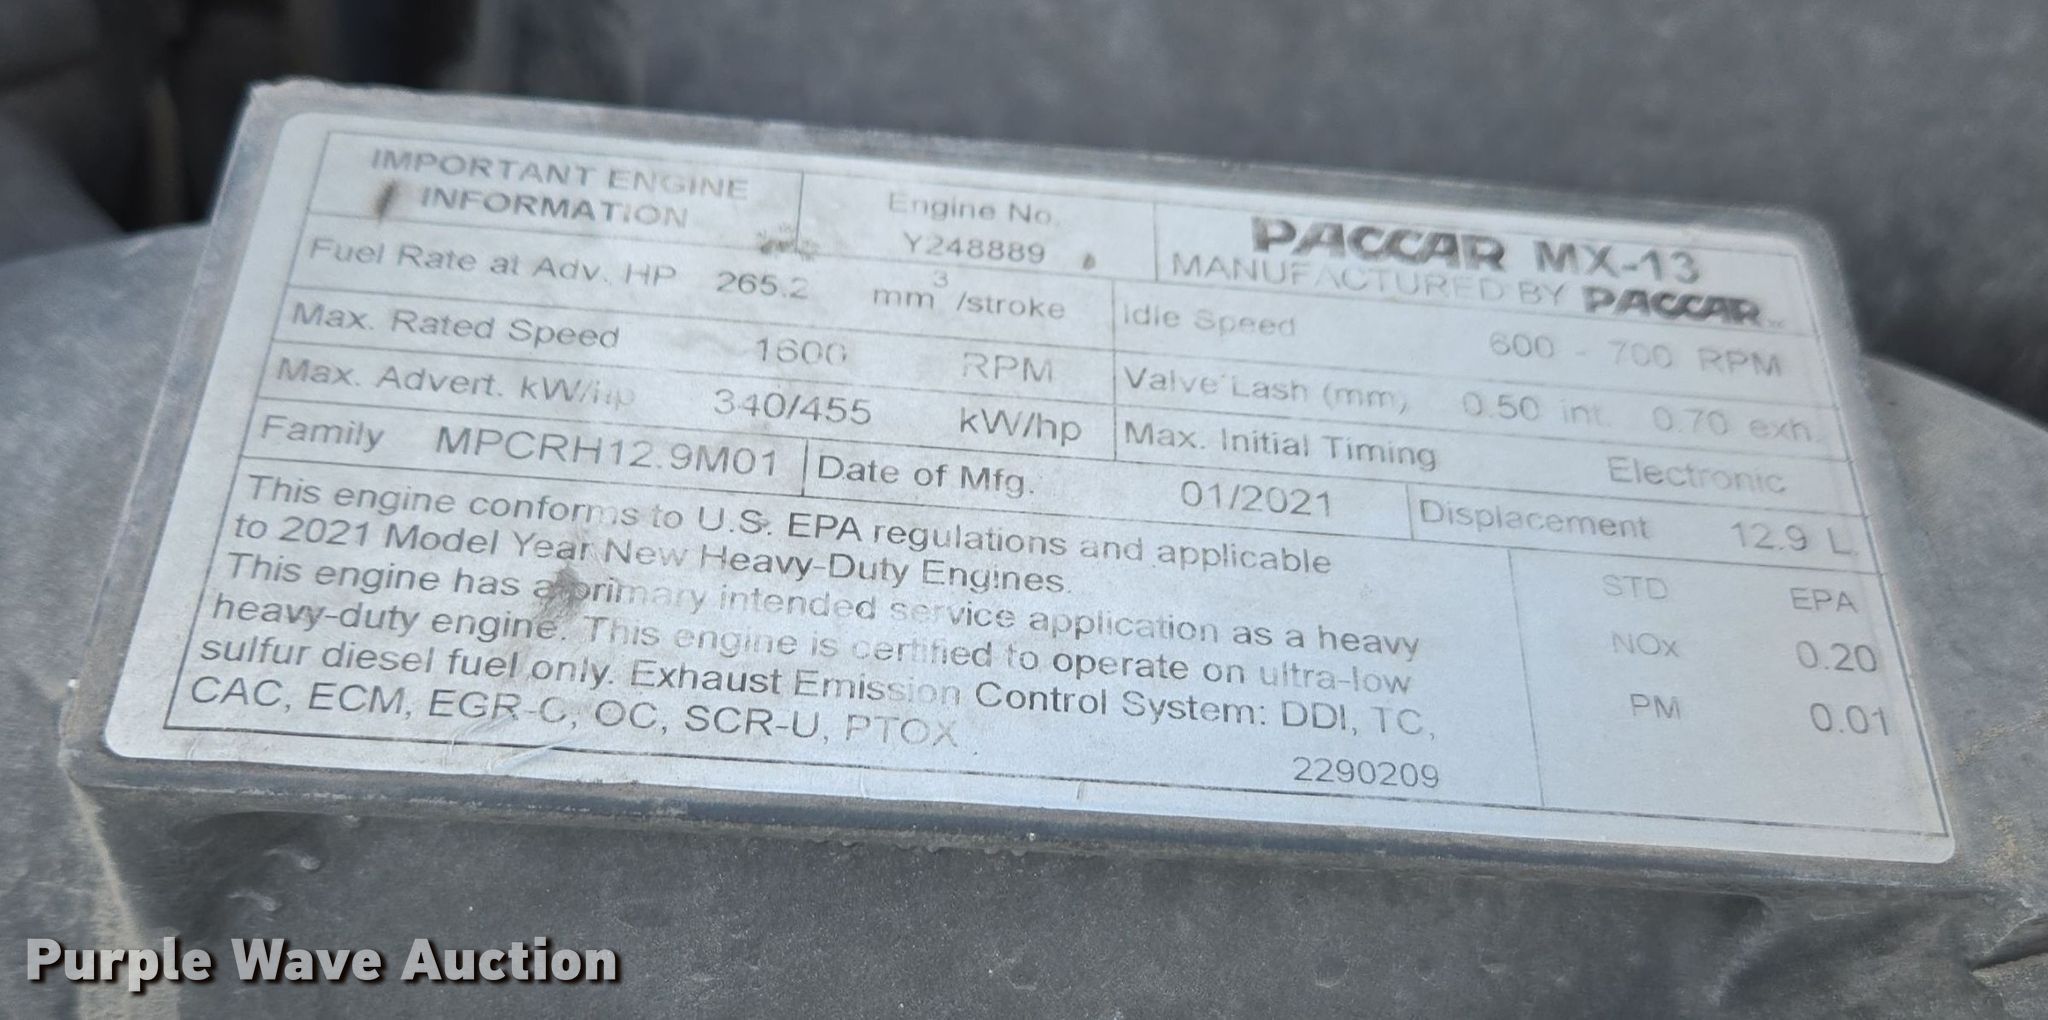 IMPORTANT ENGINE
INFORMATION
Engine No.
Y248889
PACCAR MX-13
MANUFACTURED BY PACCAR
Fuel Rate at Adv. HP 265.2 mm³/stroke
Idle Speed 600 - 700 RPM
Max. Rated Speed 1600 RPM
Valve Lash (mm) 0.50 int. 0.70 exh.
Max. Advert. kW/hp 340/455 kW/hp
Max. Initial Timing Electronic
Family MPCRH12.9M01 Date of Mfg. 01/2021 Displacement 12.9 L
This engine conforms to U.S. EPA regulations and applicable
to 2021 Model Year New Heavy-Duty Engines.
This engine has a primary intended service application as a heavy
heavy-duty engine. This engine is certified to operate on ultra-low
sulfur diesel fuel only. Exhaust Emission Control System: DDI, TC,
CAC, ECM, EGR-C, OC, SCR-U, PTOX
2290209
STD EPA
NOx 0.20
PM 0.01
Purple Wave Auction